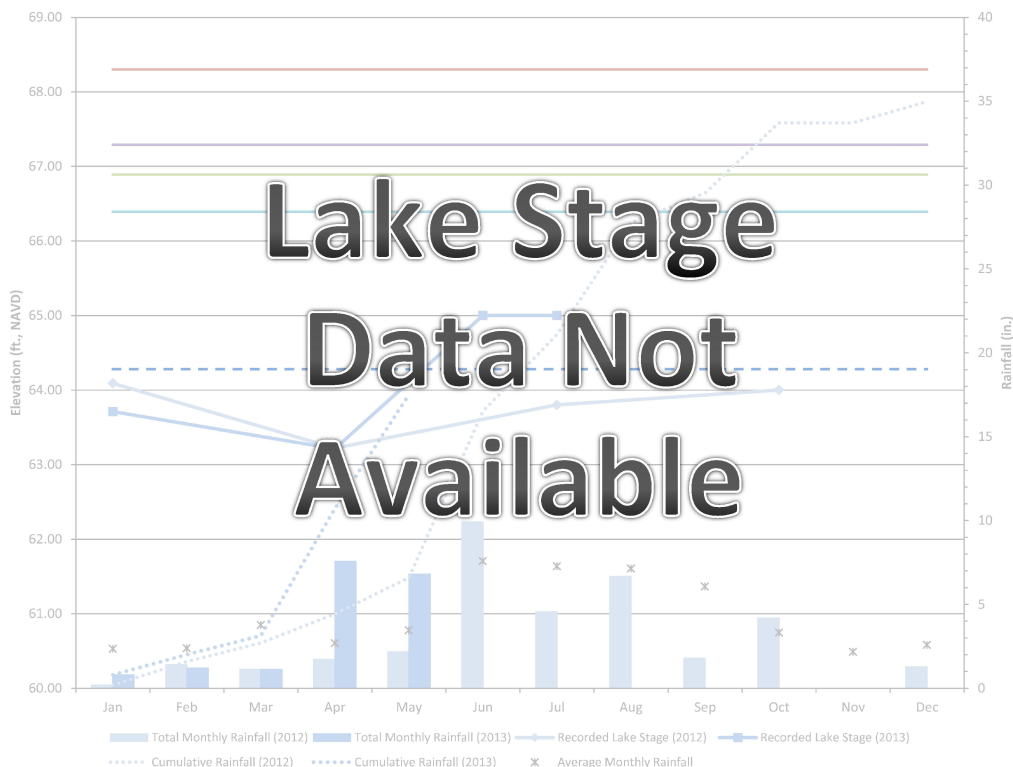 69.00
68.00
67.00
66.00
65.00
64.00
63.00
62.00
61.00
60.00
Elevation (ft., NAVD)
Lake Stage
Data Not
Available
40
35
30
25
20
15
10
5
0
Rainfall (in.)
Jan Feb Mar Apr May Jun Jul Aug Sep Oct Nov Dec
Total Monthly Rainfall (2012) Total Monthly Rainfall (2013) Recorded Lake Stage (2012) Recorded Lake Stage (2013)
Cumulative Rainfall (2012) Cumulative Rainfall (2013) Average Monthly Rainfall